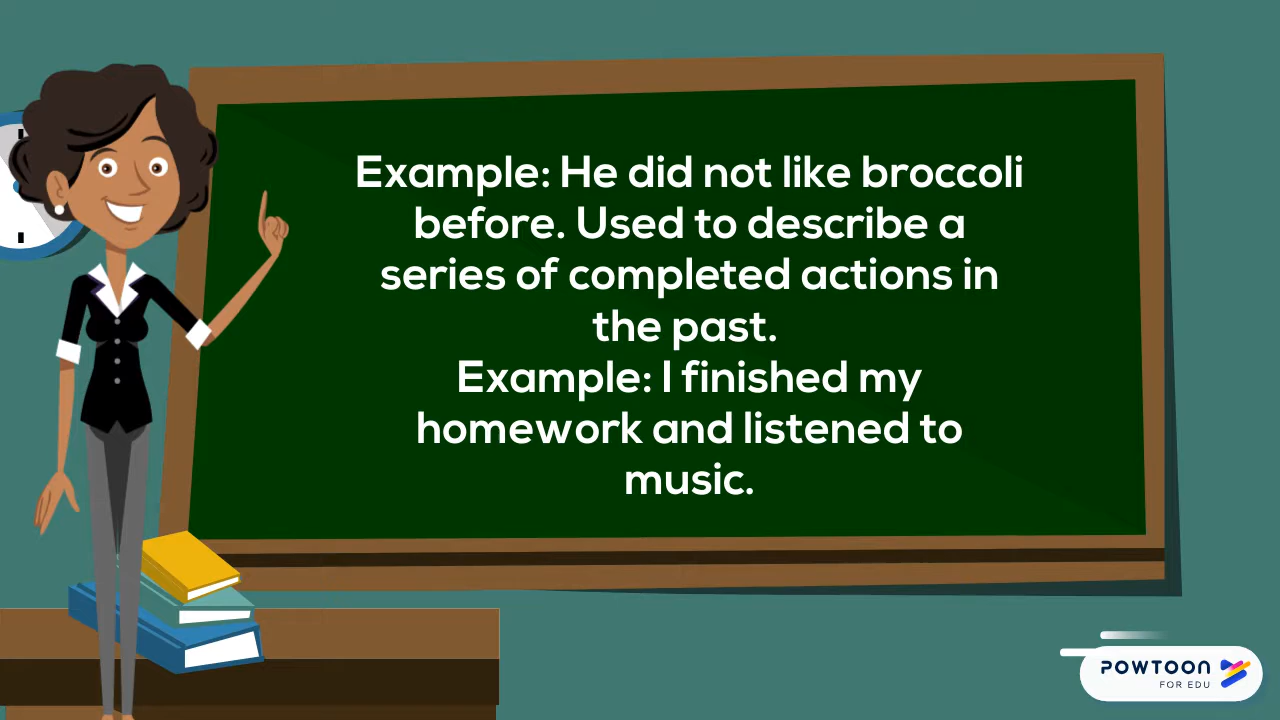 Example: He did not like broccoli
before. Used to describe a
series of completed actions in
the past.
Example: I finished my
homework and listened to
music.
POWTOON
FOR EDU